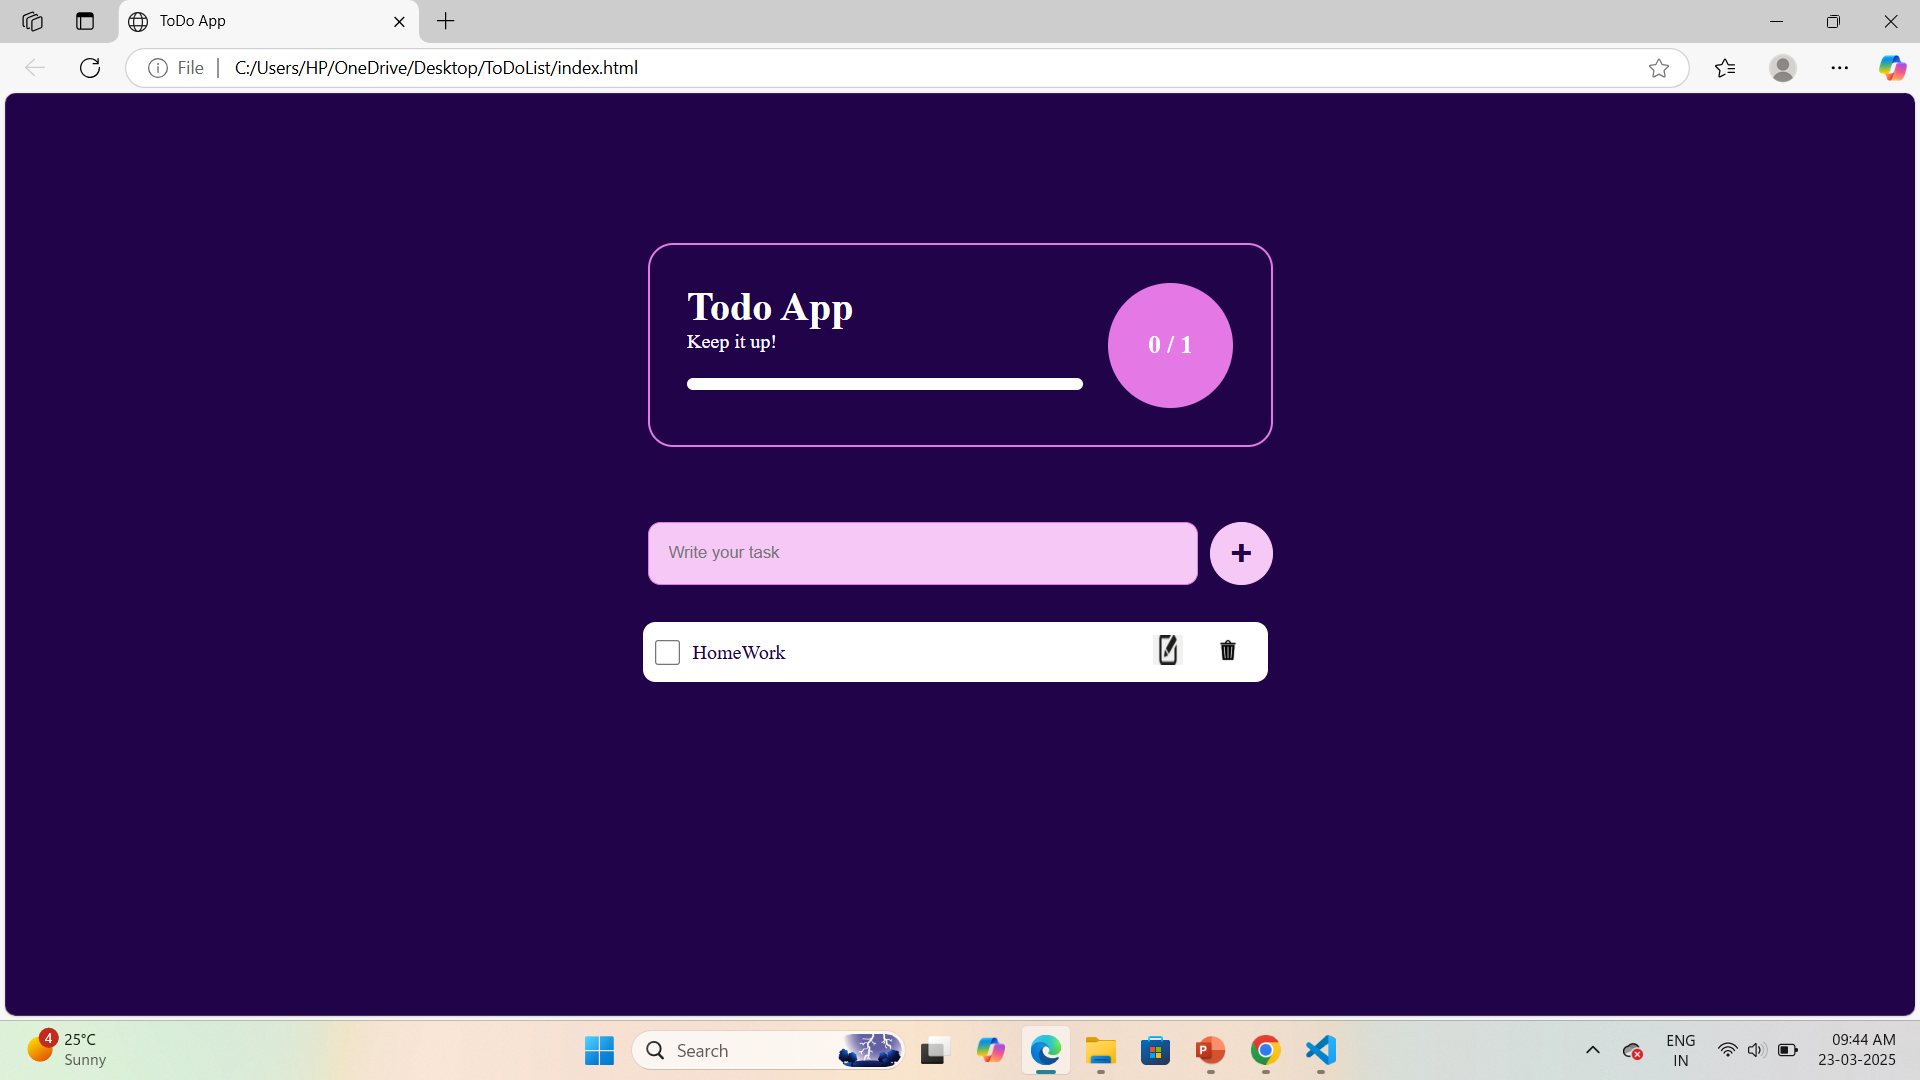 ToDo App
File
C:/Users/HP/OneDrive/Desktop/ToDoList/index.html
Todo App
Keep it up!
0 / 1
Write your task
+
HomeWork
4
25°C
Sunny
Search
P
ENG
IN
09:44 AM
23-03-2025